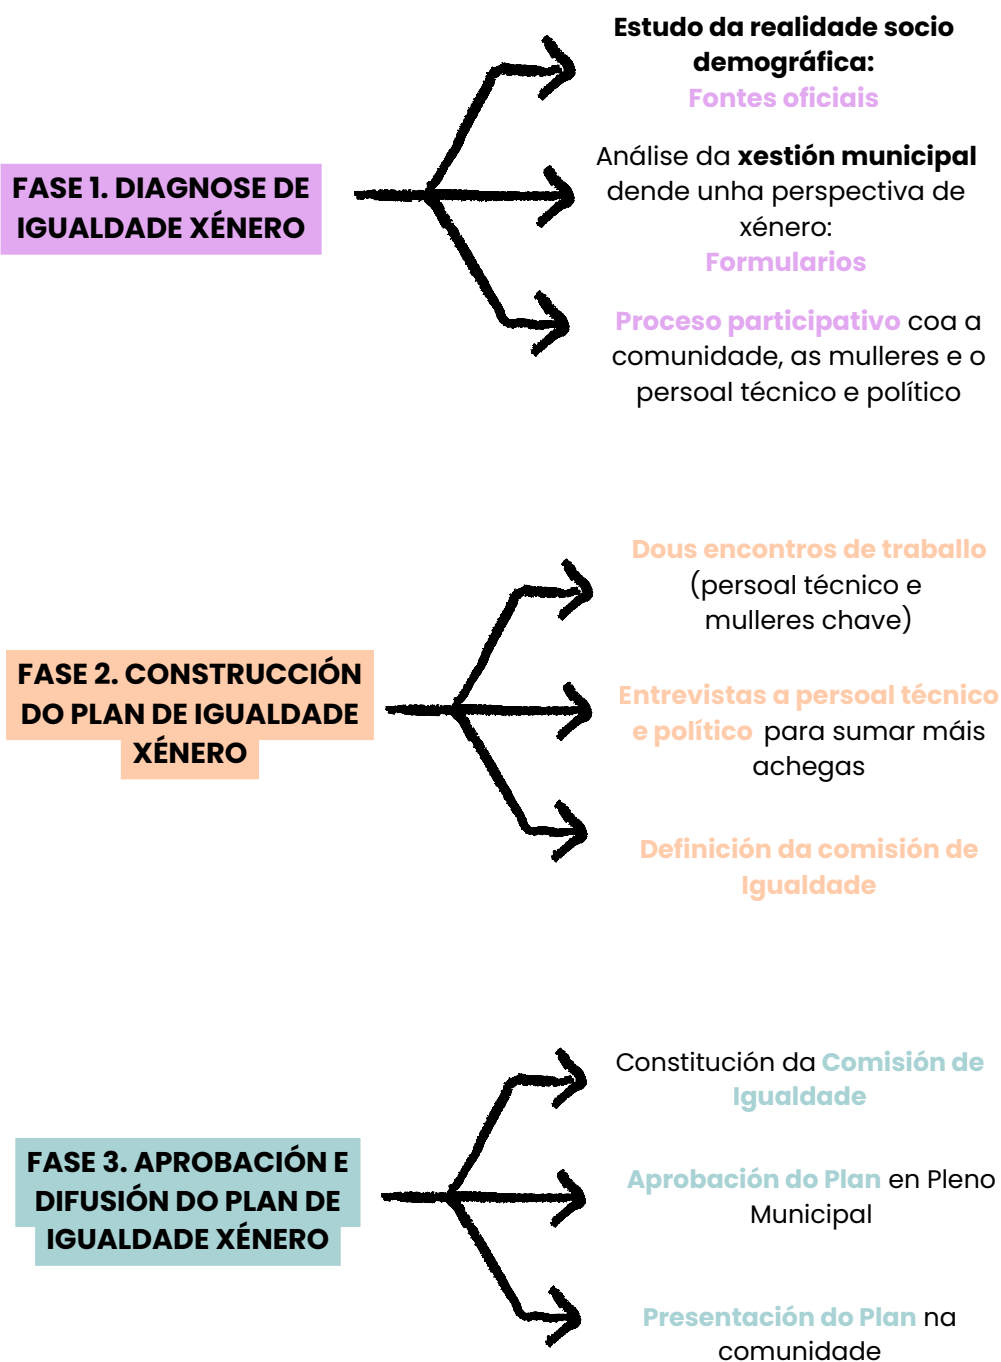 FASE 1. DIAGNOSE DE
IGUALDADE XÉNERO
Estudo da realidade socio
demográfica:
Fontes oficiais
Análise da xestión municipal
dende unha perspectiva de
xénero:
Formularios
Proceso participativo coa a
comunidade, as mulleres e o
persoal técnico e político
FASE 2. CONSTRUCCIÓN
DO PLAN DE IGUALDADE
XÉNERO
Dous encontros de traballo
(persoal técnico e
mulleres chave)
Entrevistas a persoal técnico
e político para sumar máis
achegas
Definición da comisión de
Igualdade
FASE 3. APROBACIÓN E
DIFUSIÓN DO PLAN DE
IGUALDADE XÉNERO
Constitución da Comisión de
Igualdade
Aprobación do Plan en Pleno
Municipal
Presentación do Plan na
comunidade